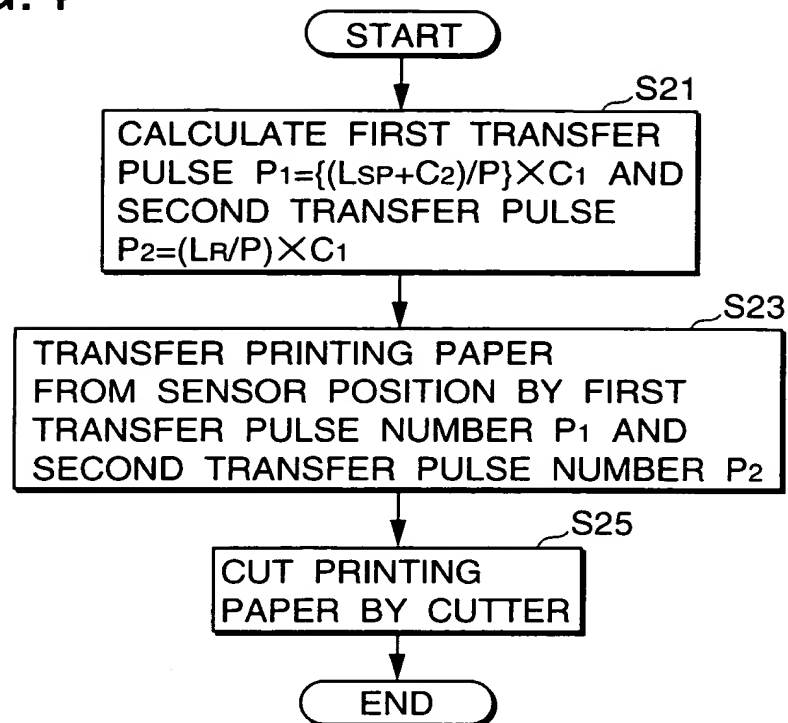 START
S21
CALCULATE FIRST TRANSFER
PULSE P1={(LSP+C2)/P}×C1 AND
SECOND TRANSFER PULSE
P2=(LR/P)×C1
S23
TRANSFER PRINTING PAPER
FROM SENSOR POSITION BY FIRST
TRANSFER PULSE NUMBER P1 AND
SECOND TRANSFER PULSE NUMBER P2
S25
CUT PRINTING
PAPER BY CUTTER
END